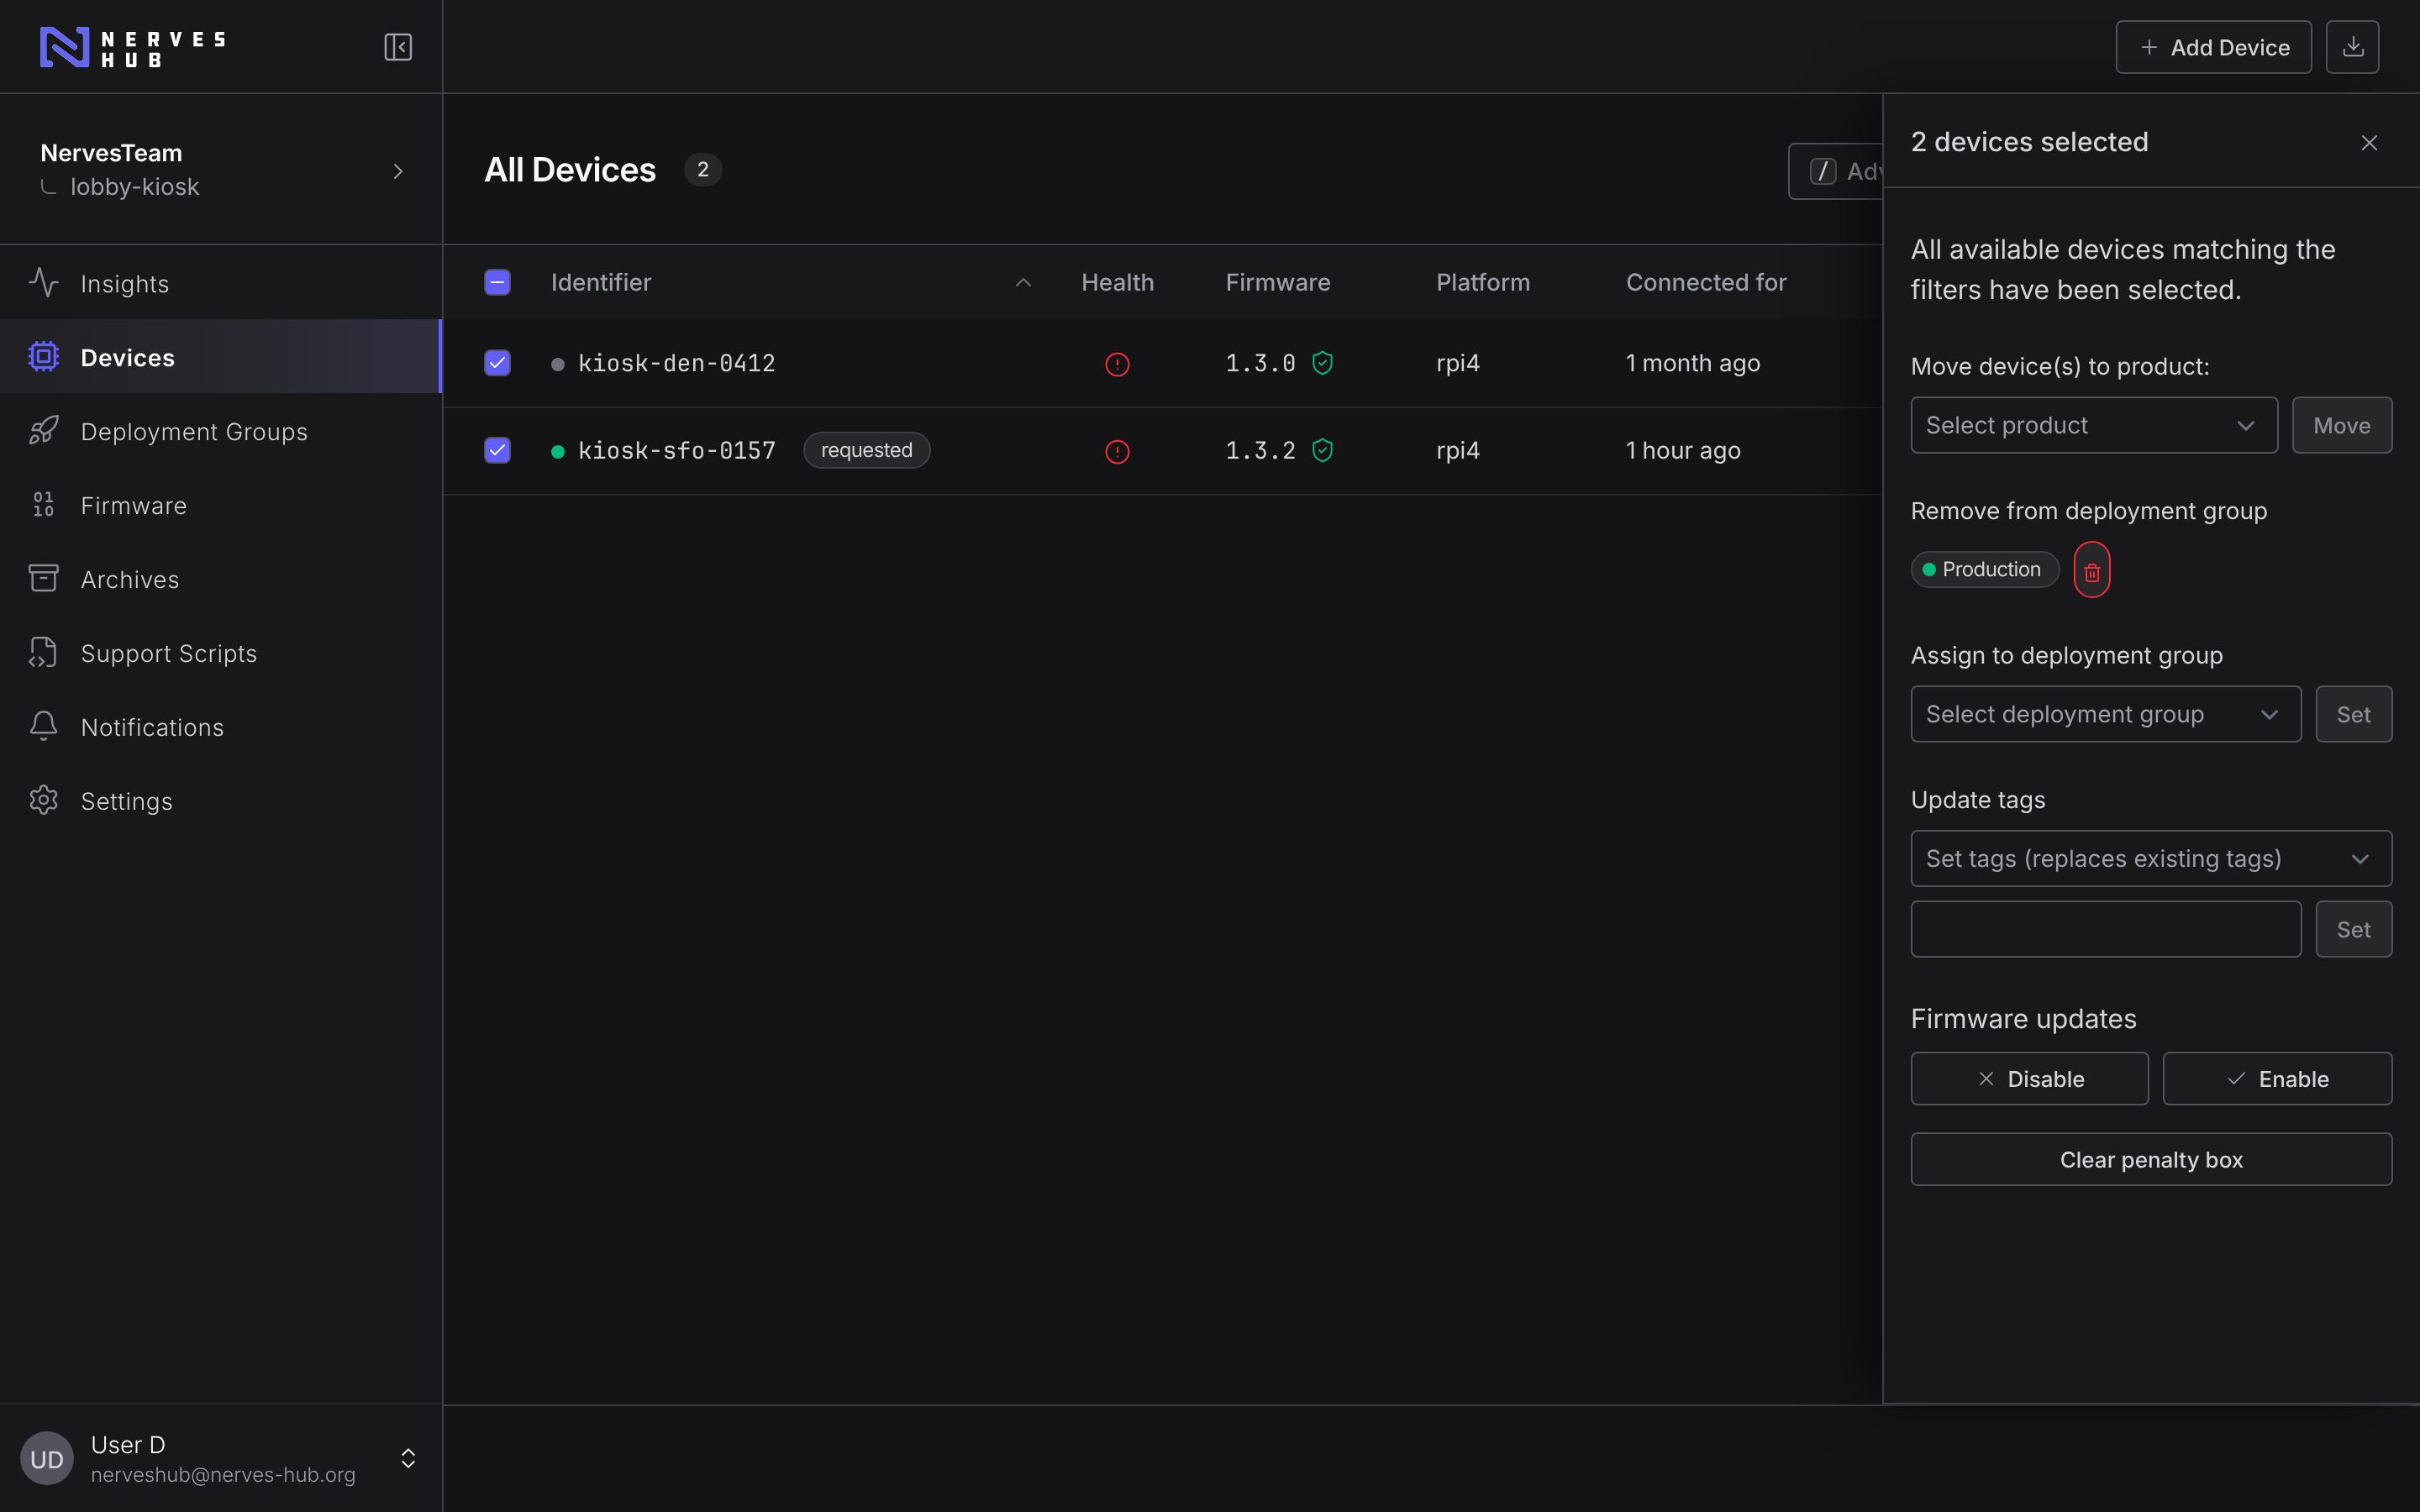 NERVES
HUB
Add Device
NervesTeam
lobby-kiosk
All Devices
2
/
2 devices selected
All available devices matching the
filters have been selected.
Insights
Devices
Deployment Groups
Firmware
Archives
Support Scripts
Notifications
Settings
Identifier Health Firmware Platform Connected for
kiosk-den-0412 1.3.0 rpi4 1 month ago
kiosk-sfo-0157 requested 1.3.2 rpi4 1 hour ago
Move device(s) to product:
Select product Move
Remove from deployment group
Production
Assign to deployment group
Select deployment group Set
Update tags
Set tags (replaces existing tags)
Set
Firmware updates
Disable Enable
Clear penalty box
UD
User D
nerveshub@nerves-hub.org